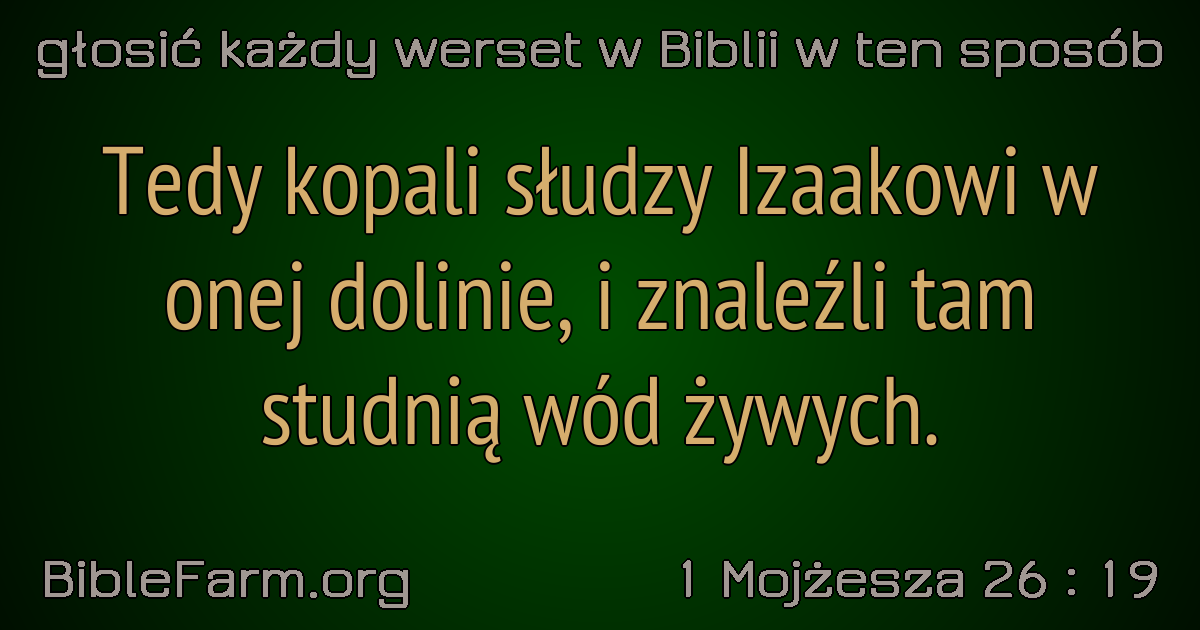 głosić każdy werset w Biblii w ten sposób
Tedy kopali słudzy Izaakowi w
onej dolinie, i znaleźli tam
studnią wód żywych.
BibleFarm.org
1 Mojżesza 26 : 19